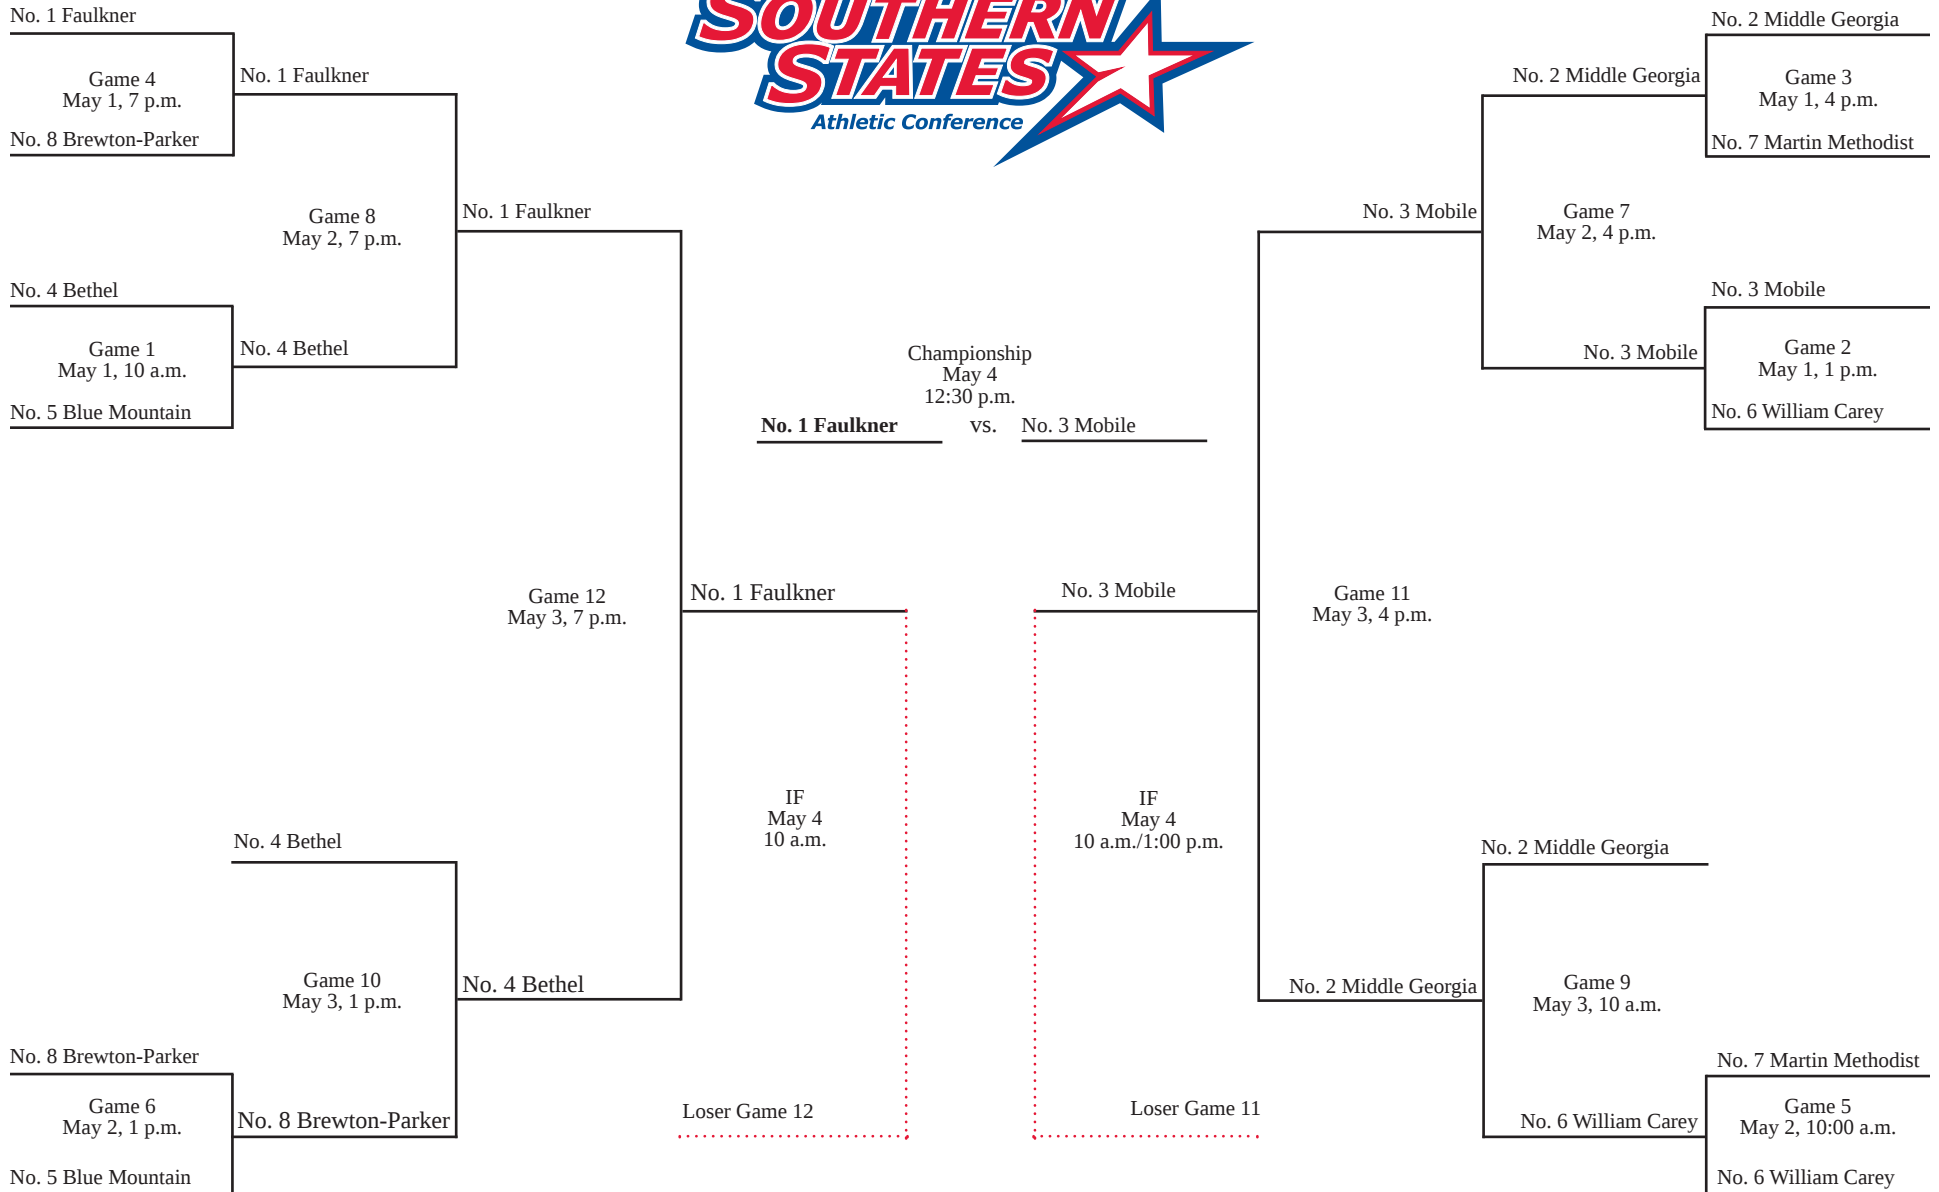 SOUTHERN
STATES
Athletic Conference
No. 1 Faulkner
Game 4
May 1, 7 p.m.
No. 8 Brewton-Parker
No. 1 Faulkner
Game 8
May 2, 7 p.m.
No. 1 Faulkner
No. 4 Bethel
Game 1
May 1, 10 a.m.
No. 5 Blue Mountain
No. 4 Bethel
Game 12
May 3, 7 p.m.
No. 1 Faulkner
No. 4 Bethel
Game 10
May 3, 1 p.m.
No. 4 Bethel
No. 8 Brewton-Parker
Game 6
May 2, 1 p.m.
No. 5 Blue Mountain
No. 8 Brewton-Parker
IF
May 4
10 a.m.
Loser Game 12
Championship
May 4
12:30 p.m.
No. 1 Faulkner vs. No. 3 Mobile
No. 2 Middle Georgia
Game 3
May 1, 4 p.m.
No. 7 Martin Methodist
No. 2 Middle Georgia
Game 7
May 2, 4 p.m.
No. 3 Mobile
No. 3 Mobile
Game 2
May 1, 1 p.m.
No. 6 William Carey
No. 3 Mobile
Game 11
May 3, 4 p.m.
No. 3 Mobile
IF
May 4
10 a.m./1:00 p.m.
Loser Game 11
No. 2 Middle Georgia
Game 9
May 3, 10 a.m.
No. 2 Middle Georgia
No. 7 Martin Methodist
Game 5
May 2, 10:00 a.m.
No. 6 William Carey
No. 6 William Carey